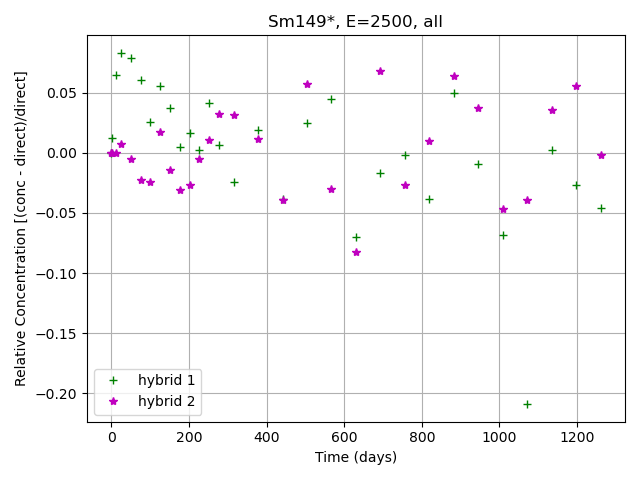 Sm149*, E=2500, all
Relative Concentration [(conc - direct)/direct]
0.05
0.00
−0.05
−0.10
−0.15
−0.20
hybrid 1
hybrid 2
0 200 400 600 800 1000 1200
Time (days)